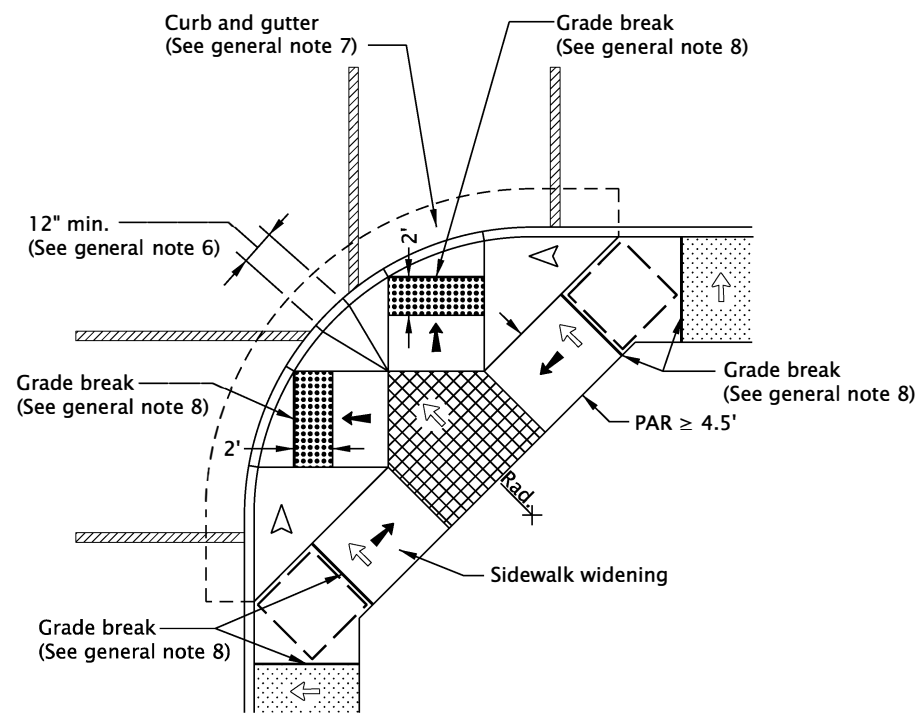 Curb and gutter
(See general note 7)
Grade break
(See general note 8)
12" min.
(See general note 6)
2'
Grade break
(See general note 8)
Grade break
(See general note 8)
2'
PAR ≥ 4.5'
Rad.
Sidewalk widening
Grade break
(See general note 8)